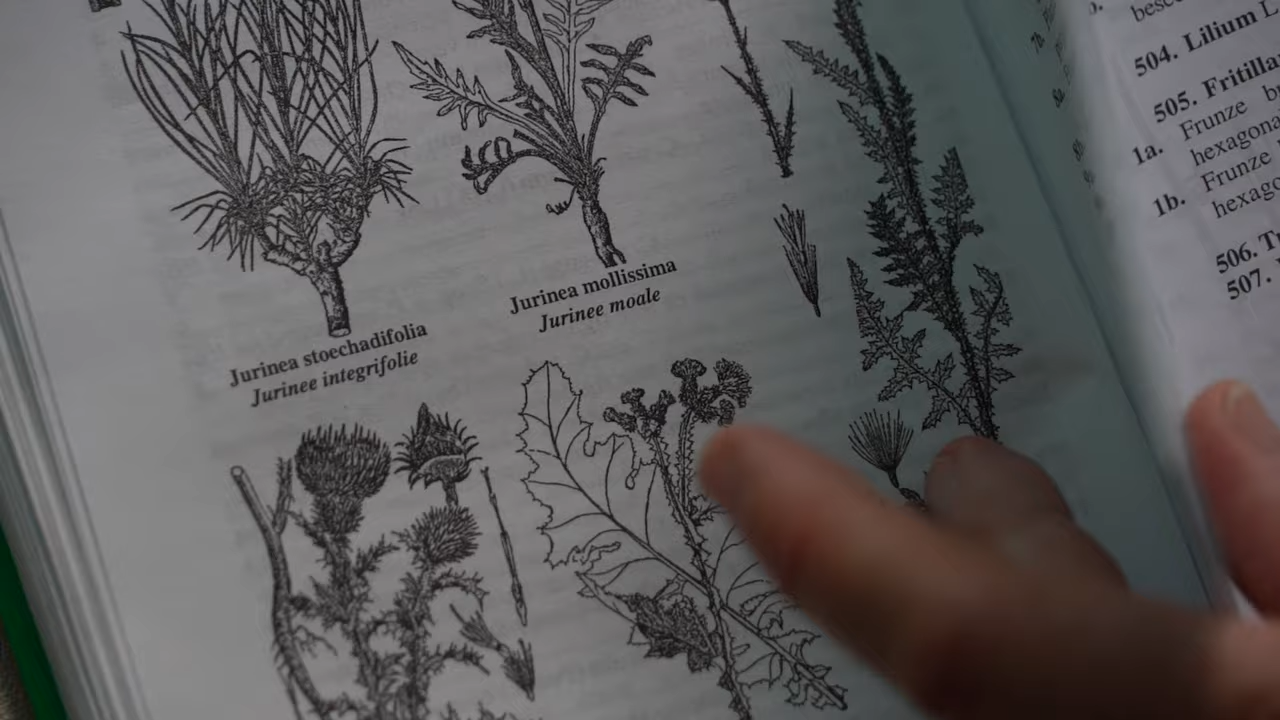 Jurinea stoechadifolia
Jurinee integrifolie
Jurinea mollissima
Jurinee moale
504. Lilium L
505. Fritillar
1a. Frunze
hexagona
1b. Frunze
hexago
506.
507.